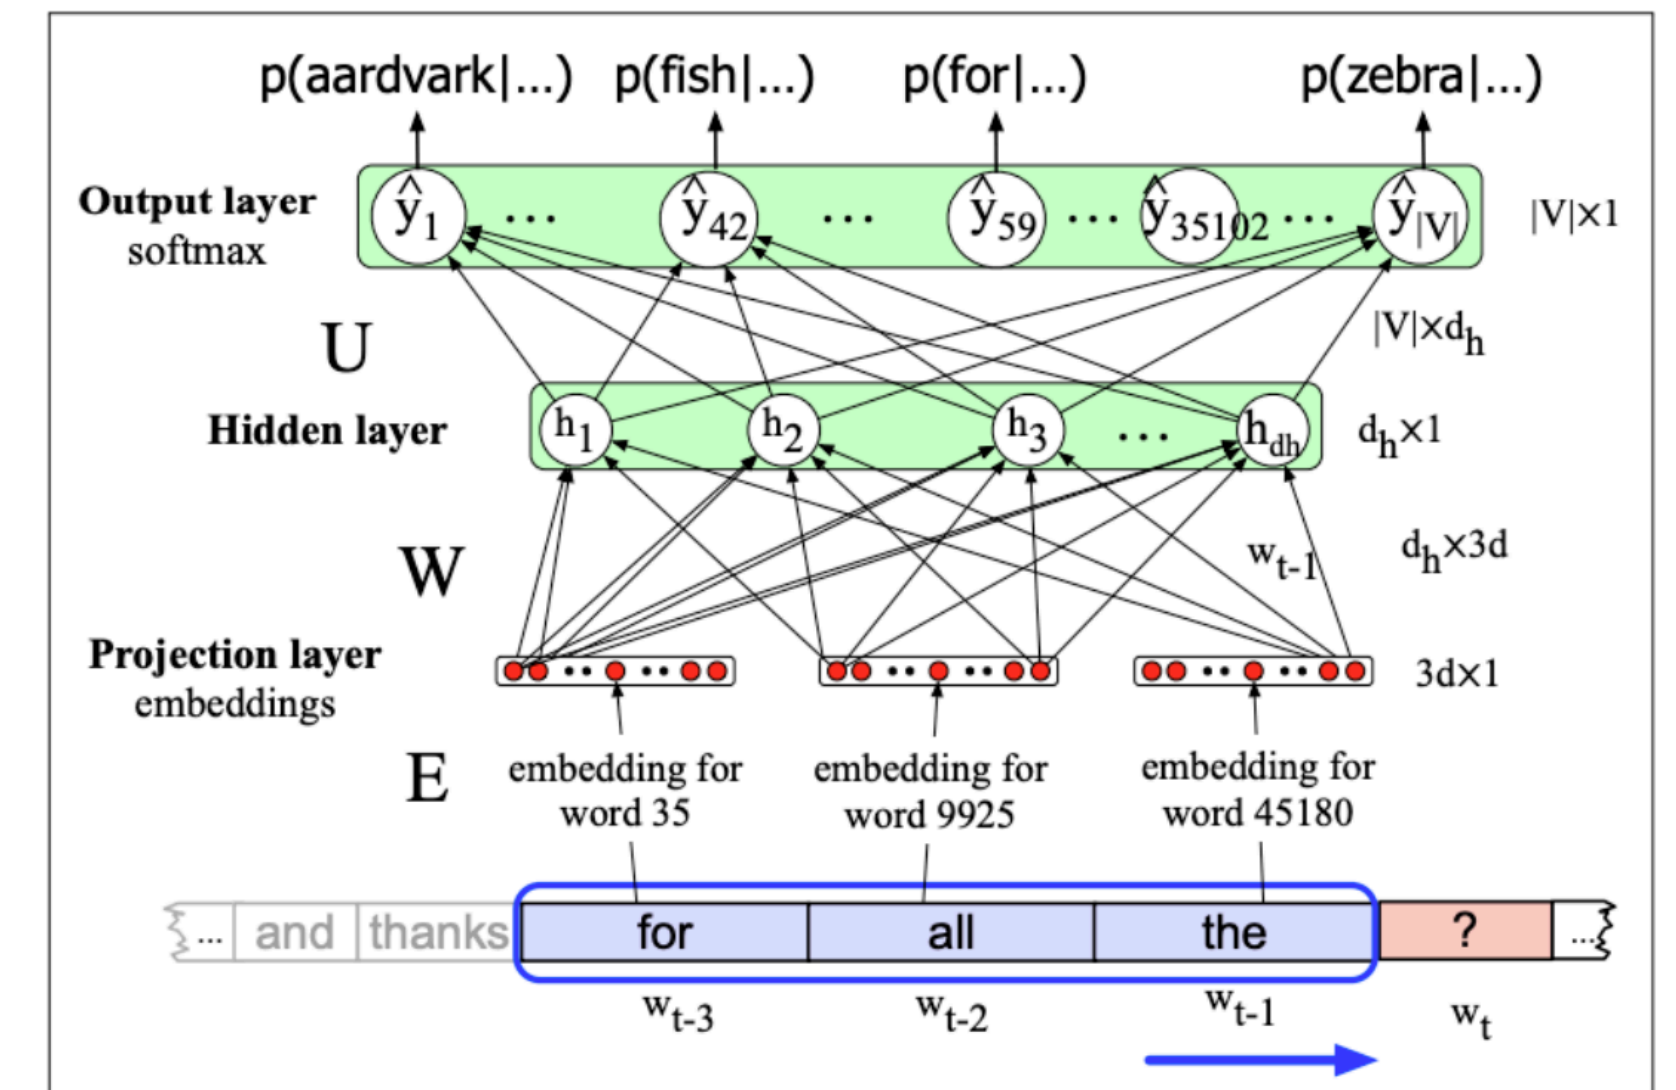 p(aardvark|...) p(fish|...) p(for|...) p(zebra|...)
Output layer
softmax
ŷ1 ... ŷ42 ... ŷ59 ... ŷ35102 ... ŷ|V|
|V|×1
U
|V|×dh
Hidden layer
h1 h2 h3 ... hdh
dh×1
W
wt-1
dh×3d
Projection layer
embeddings
3d×1
E
embedding for
word 35
embedding for
word 9925
embedding for
word 45180
... and thanks for all the ? ...
wt-3 wt-2 wt-1 wt